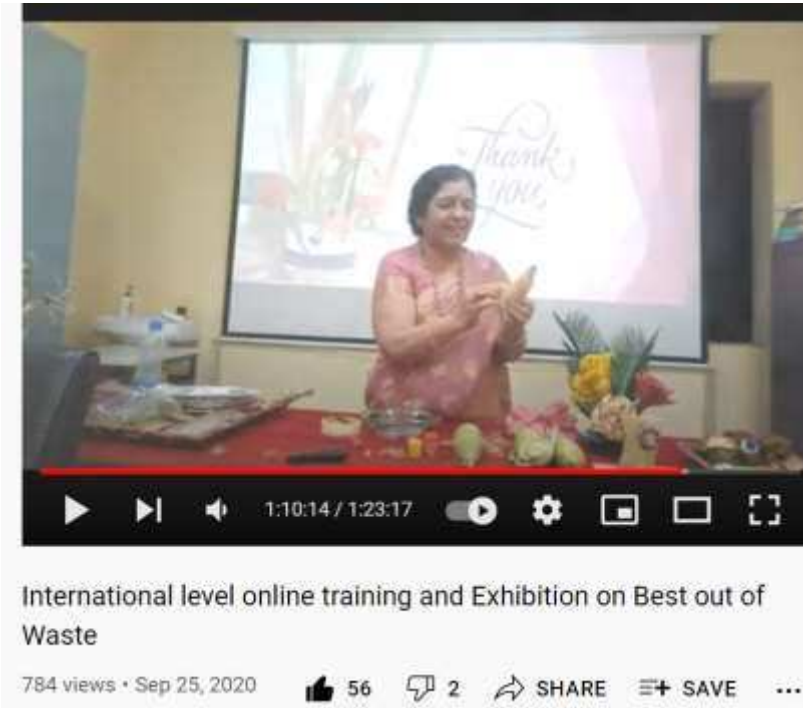 Thank
you,
1:10:14 / 1:23:17
International level online training and Exhibition on Best out of
Waste
784 views • Sep 25, 2020 56 2 SHARE SAVE ...